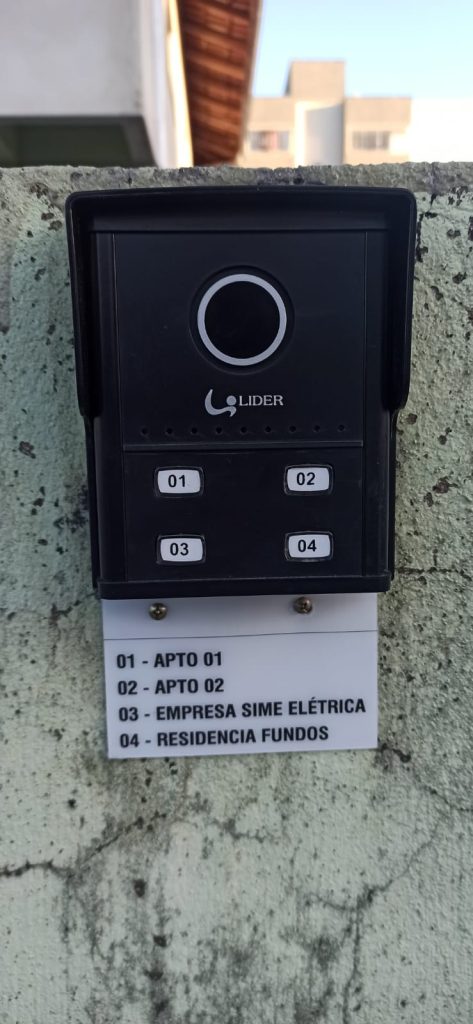 LIDER
01 02
03 04
01 - APTO 01
02 - APTO 02
03 - EMPRESA SIME ELÉTRICA
04 - RESIDENCIA FUNDOS